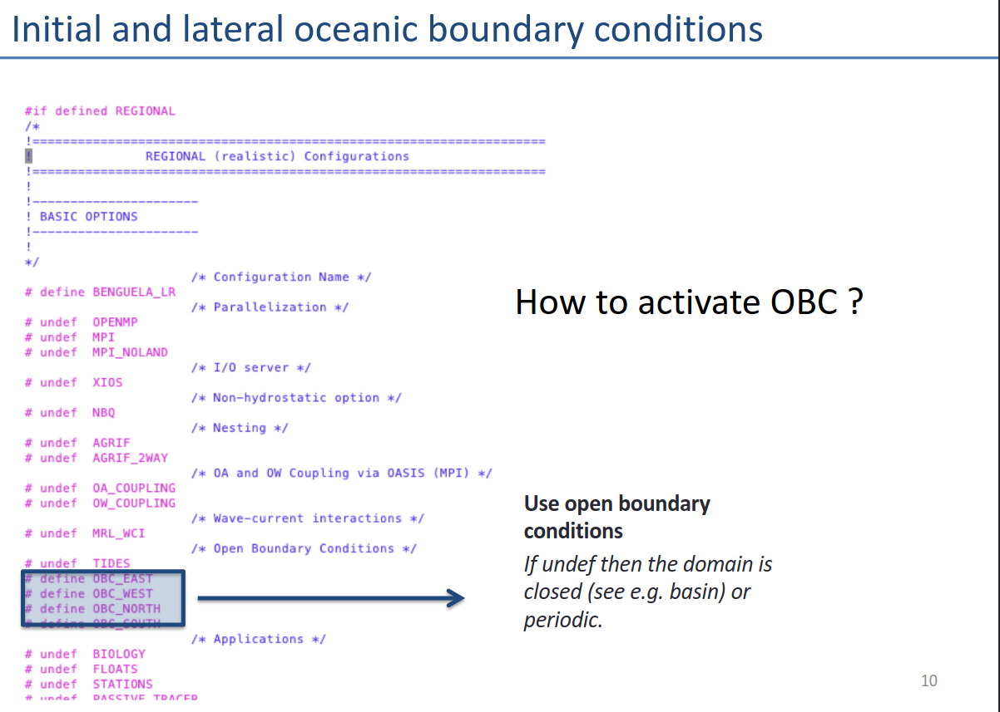 Initial and lateral oceanic boundary conditions
#if defined REGIONAL
/*
!====================================================================
! REGIONAL (realistic) Configurations
!====================================================================
!
!----------------------
! BASIC OPTIONS
!----------------------
!
*/
/* Configuration Name */
# define BENGUELA_LR
/* Parallelization */
# undef OPENMP
# undef MPI
# undef MPI_NOLAND
/* I/O server */
# undef XIOS
/* Non-hydrostatic option */
# undef NBQ
/* Nesting */
# undef AGRIF
# undef AGRIF_2WAY
/* OA and OW Coupling via OASIS (MPI) */
# undef OA_COUPLING
# undef OW_COUPLING
/* Wave-current interactions */
# undef MRL_WCI
/* Open Boundary Conditions */
# undef TIDES
# define OBC_EAST
# define OBC_WEST
# define OBC_NORTH
# define OBC_SOUTH
/* Applications */
# undef BIOLOGY
# undef FLOATS
# undef STATIONS
# undef PASSIVE_TRACER
How to activate OBC ?
Use open boundary
conditions
If undef then the domain is
closed (see e.g. basin) or
periodic.
10